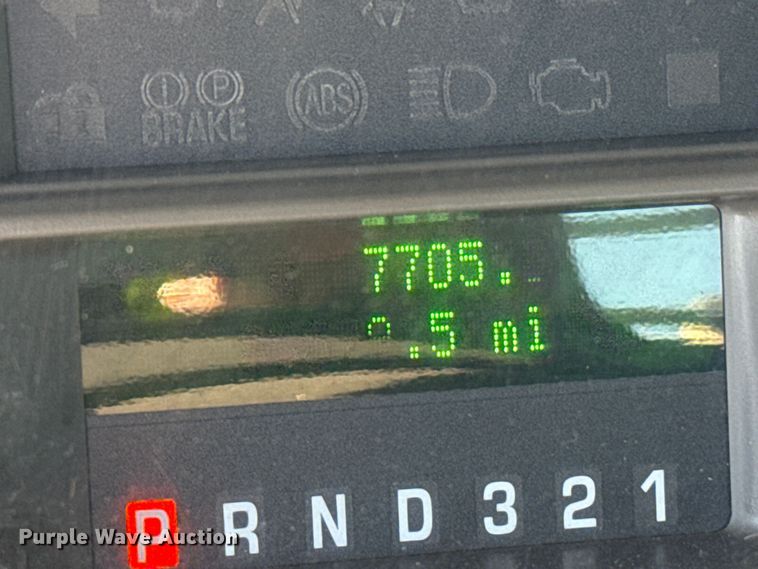 BRAKE ABS
7705.
.5 mi
P R N D 3 2 1
Purple Wave Auction